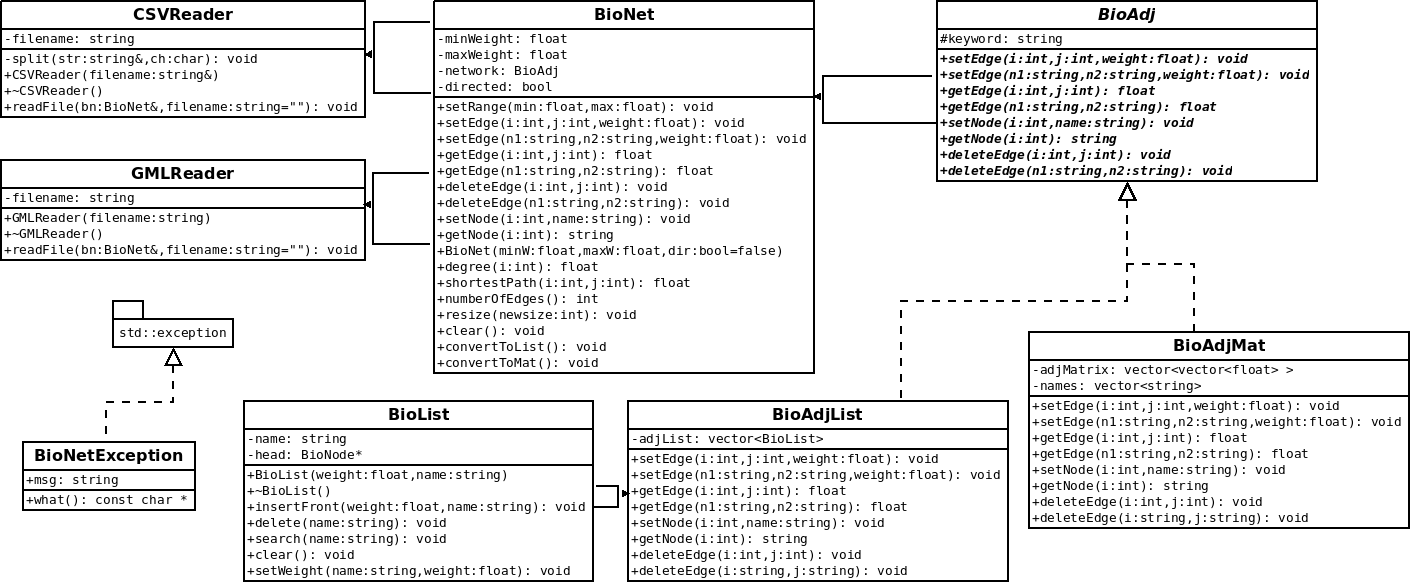 CSVReader
-filename: string
-split(str:string&,ch:char): void
+CSVReader(filename:string&)
+~CSVReader()
+readFile(bn:BioNet&,filename:string=""): void
GMLReader
-filename: string
+GMLReader(filename:string)
+~GMLReader()
+readFile(bn:BioNet&,filename:string=""): void
std::exception
BioNetException
+msg: string
+what(): const char *
BioNet
-minWeight: float
-maxWeight: float
-network: BioAdj
-directed: bool
+setRange(min:float,max:float): void
+setEdge(i:int,j:int,weight:float): void
+setEdge(n1:string,n2:string,weight:float): void
+getEdge(i:int,j:int): float
+getEdge(n1:string,n2:string): float
+deleteEdge(i:int,j:int): void
+deleteEdge(n1:string,n2:string): void
+setNode(i:int,name:string): void
+getNode(i:int): string
+BioNet(minW:float,maxW:float,dir:bool=false)
+degree(i:int): float
+shortestPath(i:int,j:int): float
+numberOfEdges(): int
+resize(newsize:int): void
+clear(): void
+convertToList(): void
+convertToMat(): void
BioAdj
#keyword: string
+setEdge(i:int,j:int,weight:float): void
+setEdge(n1:string,n2:string,weight:float): void
+getEdge(i:int,j:int): float
+getEdge(n1:string,n2:string): float
+setNode(i:int,name:string): void
+getNode(i:int): string
+deleteEdge(i:int,j:int): void
+deleteEdge(n1:string,n2:string): void
BioList
-name: string
-head: BioNode*
+BioList(weight:float,name:string)
+~BioList()
+insertFront(weight:float,name:string): void
+delete(name:string): void
+search(name:string): void
+clear(): void
+setWeight(name:string,weight:float): void
BioAdjList
-adjList: vector<BioList>
+setEdge(i:int,j:int,weight:float): void
+setEdge(n1:string,n2:string,weight:float): void
+getEdge(i:int,j:int): float
+getEdge(n1:string,n2:string): float
+setNode(i:int,name:string): void
+getNode(i:int): string
+deleteEdge(i:int,j:int): void
+deleteEdge(i:string,j:string): void
BioAdjMat
-adjMatrix: vector<vector<float> >
-names: vector<string>
+setEdge(i:int,j:int,weight:float): void
+setEdge(n1:string,n2:string,weight:float): void
+getEdge(i:int,j:int): float
+getEdge(n1:string,n2:string): float
+setNode(i:int,name:string): void
+getNode(i:int): string
+deleteEdge(i:int,j:int): void
+deleteEdge(i:string,j:string): void